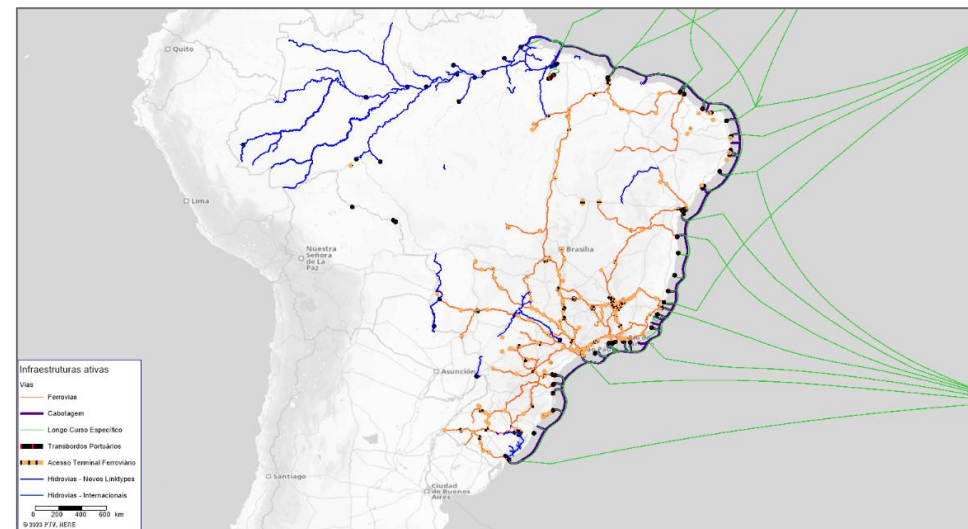 Quito
Lima
Nuestra
Señora
de La
Paz
Brasília
Asunción
Santiago
Ciudad
de Buenos
Aires
Infraestruturas ativas
Vias
Ferrovias
Cabotagem
Longo Curso Específico
Transbordos Portuários
Acesso Terminal Ferroviário
Hidrovias - Novos Linktypes
Hidrovias - Internacionais
0 200 400 600 km
© 2023 PTV, HERE